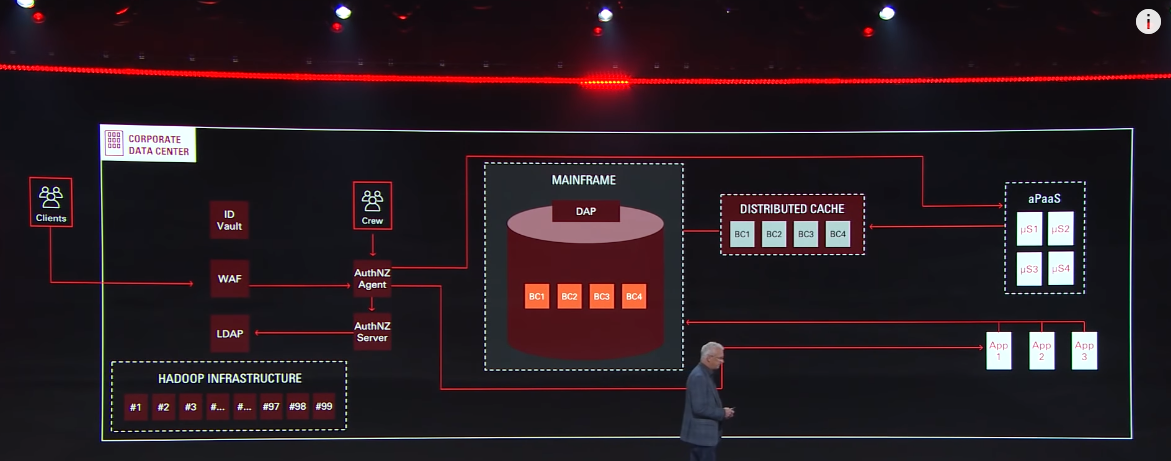 i
CORPORATE
DATA CENTER
Clients
ID
Vault
Crew
WAF
AuthNZ
Agent
LDAP
AuthNZ
Server
HADOOP INFRASTRUCTURE
#1 #2 #3 #... #... #97 #98 #99
MAINFRAME
DAP
BC1 BC2 BC3 BC4
DISTRIBUTED CACHE
BC1 BC2 BC3 BC4
aPaaS
µS1 µS2
µS3 µS4
App
1
App
2
App
3